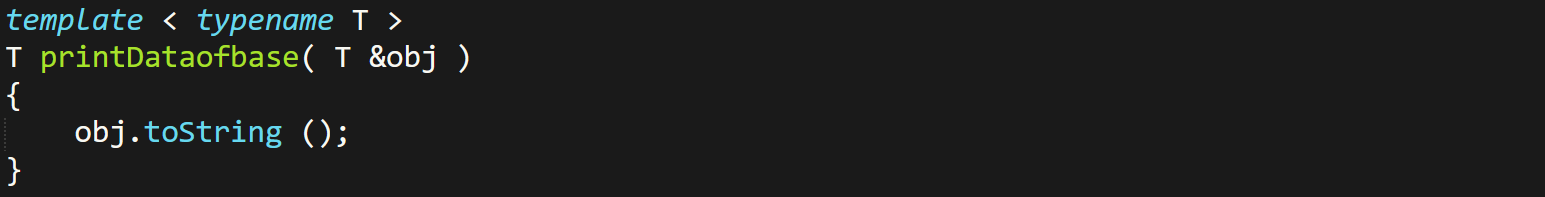 template < typename T >
T printDataofbase( T &obj )
{
    obj.toString ();
}